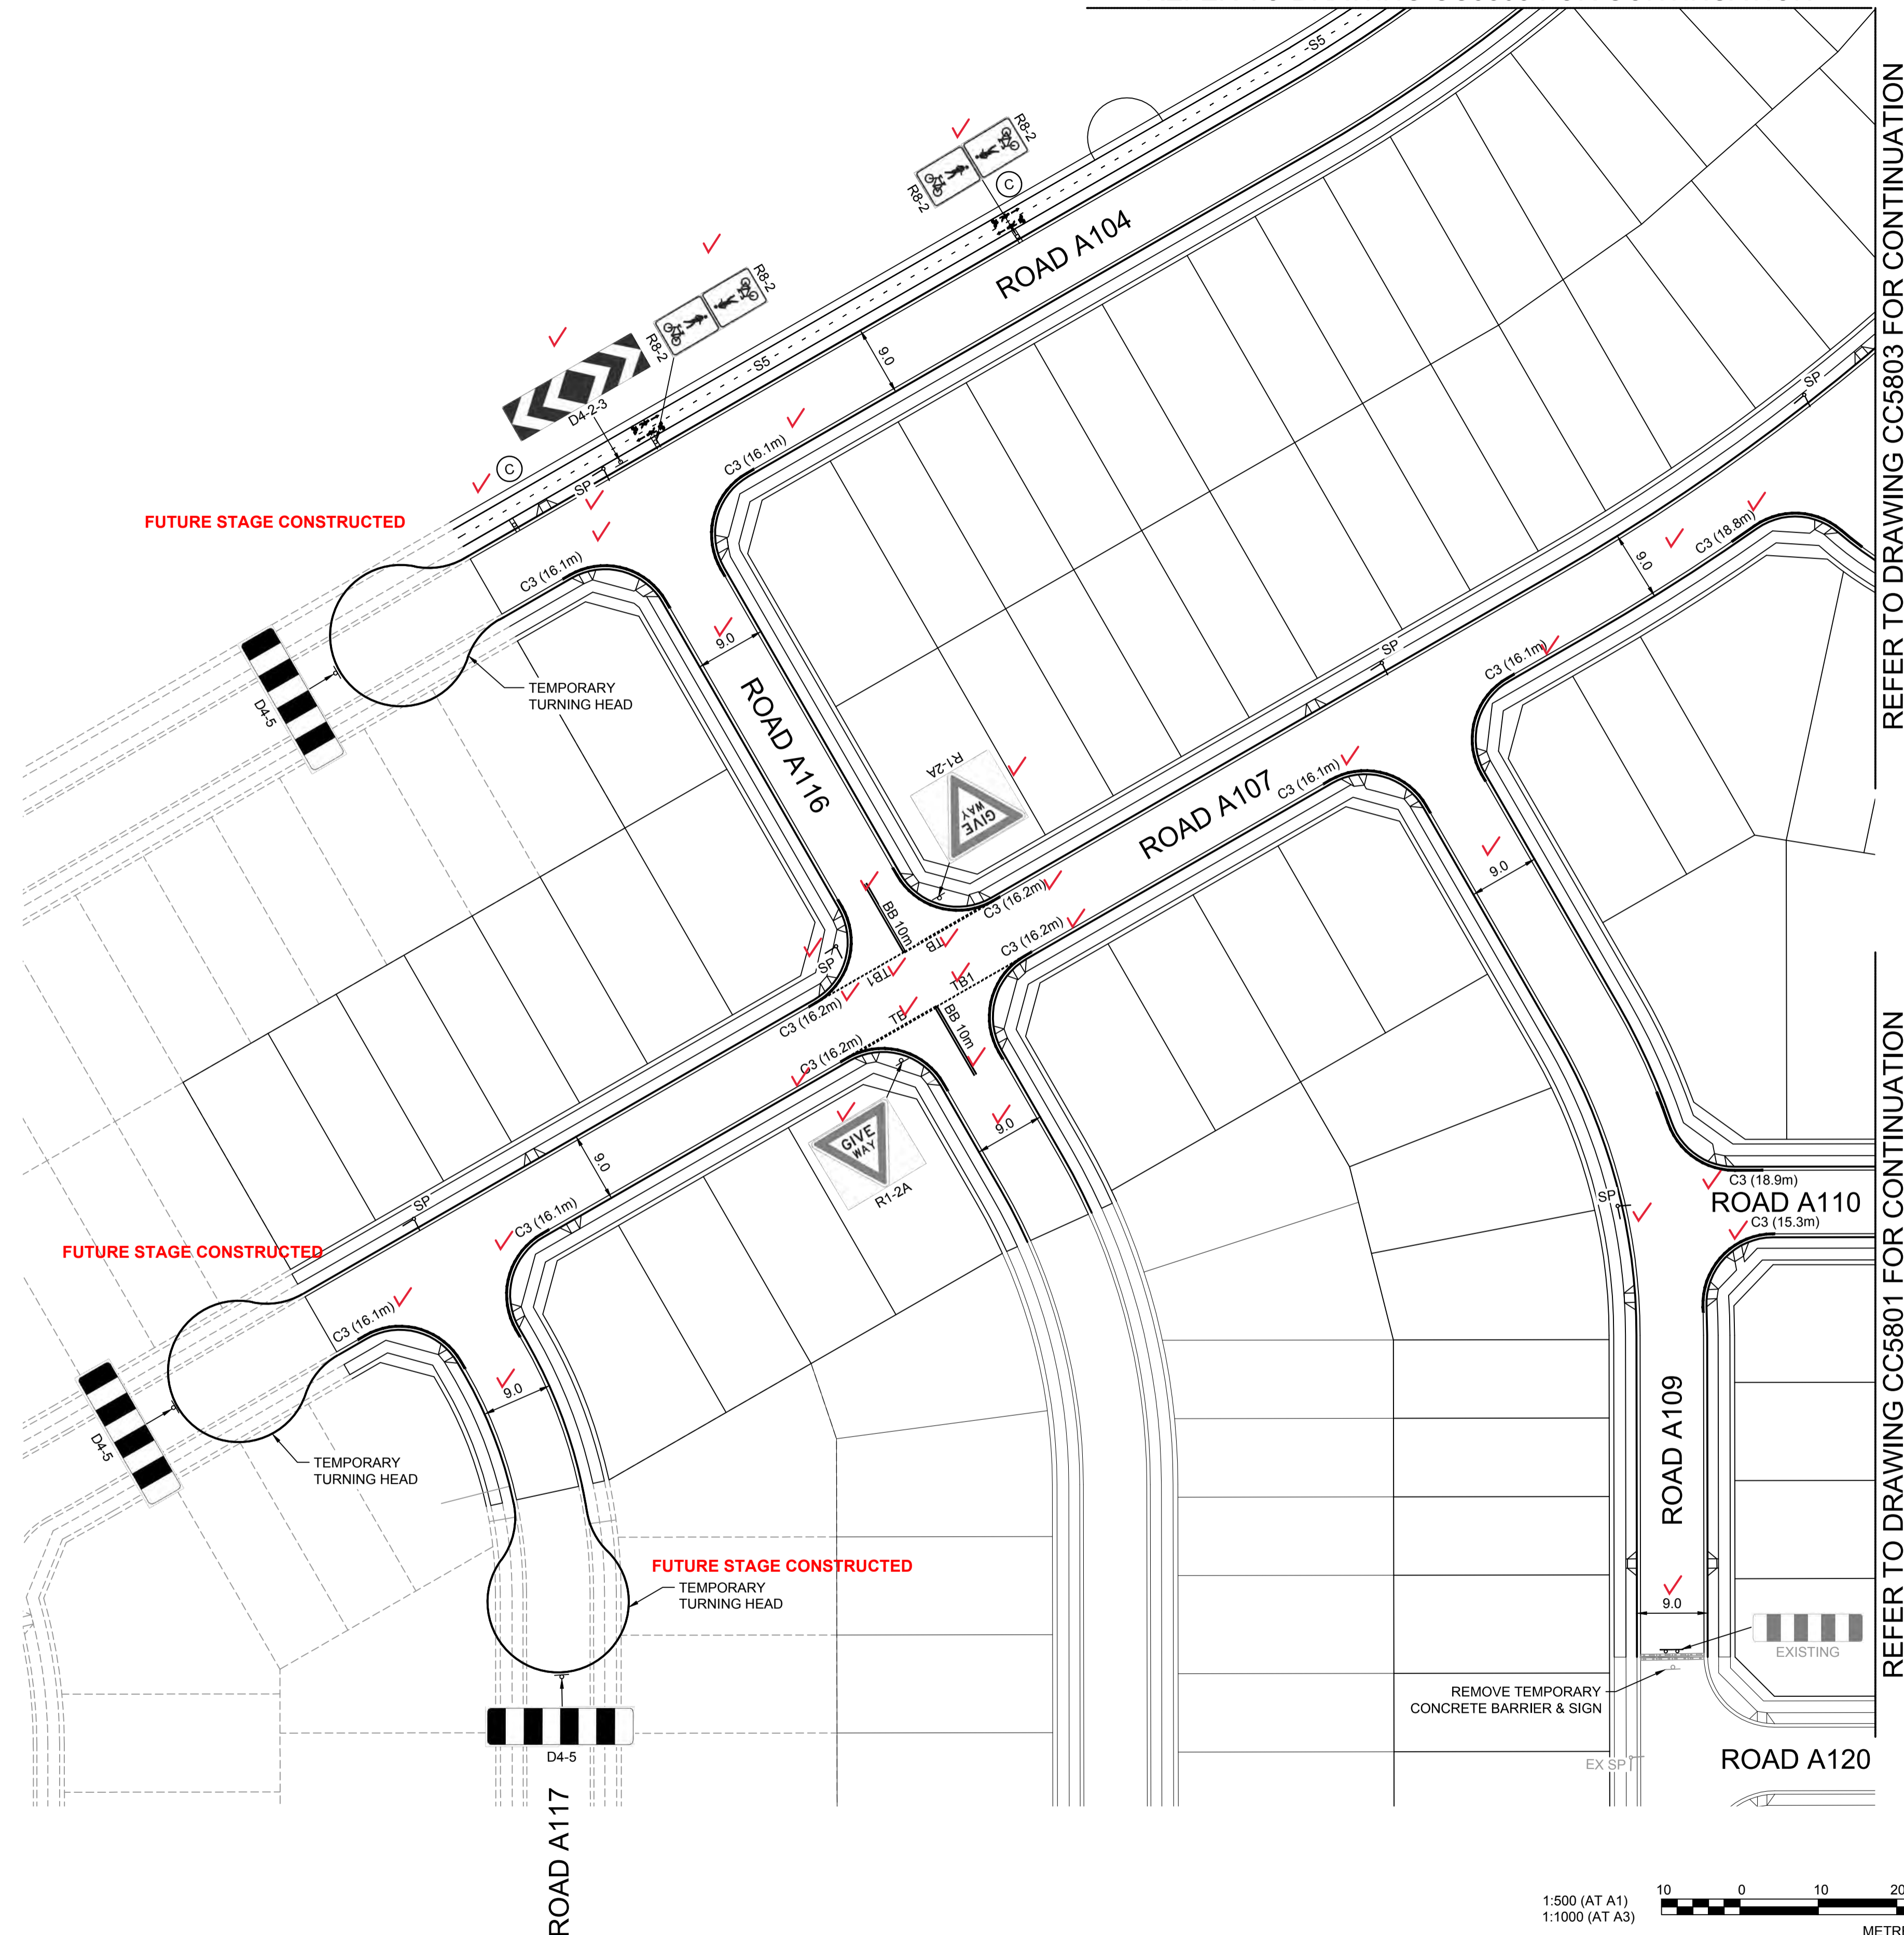 S5
REFER TO DRAWING CC5803 FOR CONTINUATION
R8-2
R8-2
C
ROAD A104
R8-2
R8-2
S5
9.0
D4-2-3
C
SP
C3 (16.1m)
SP
FUTURE STAGE CONSTRUCTED
C3 (16.1m)
C3 (18.8m)
9.0
9.0
SP
C3 (16.1m)
TEMPORARY
TURNING HEAD
D4-5
ROAD A116
R1-2A
GIVE
WAY
ROAD A107
C3 (16.1m)
9.0
BB 10m
C3 (16.2m)
C3 (16.2m)
TB
TB1
TB1
TB
SP
C3 (16.2m)
C3 (16.2m)
BB 10m
9.0
GIVE
WAY
R1-2A
REFER TO DRAWING CC5801 FOR CONTINUATION
9.0
SP
C3 (16.1m)
C3 (18.9m)
ROAD A110
C3 (15.3m)
SP
FUTURE STAGE CONSTRUCTED
C3 (16.1m)
9.0
D4-5
TEMPORARY
TURNING HEAD
ROAD A109
FUTURE STAGE CONSTRUCTED
TEMPORARY
TURNING HEAD
9.0
EXISTING
REMOVE TEMPORARY
CONCRETE BARRIER & SIGN
D4-5
EX SP
ROAD A120
ROAD A117
1:500 (AT A1)
1:1000 (AT A3)
10 0 10 20